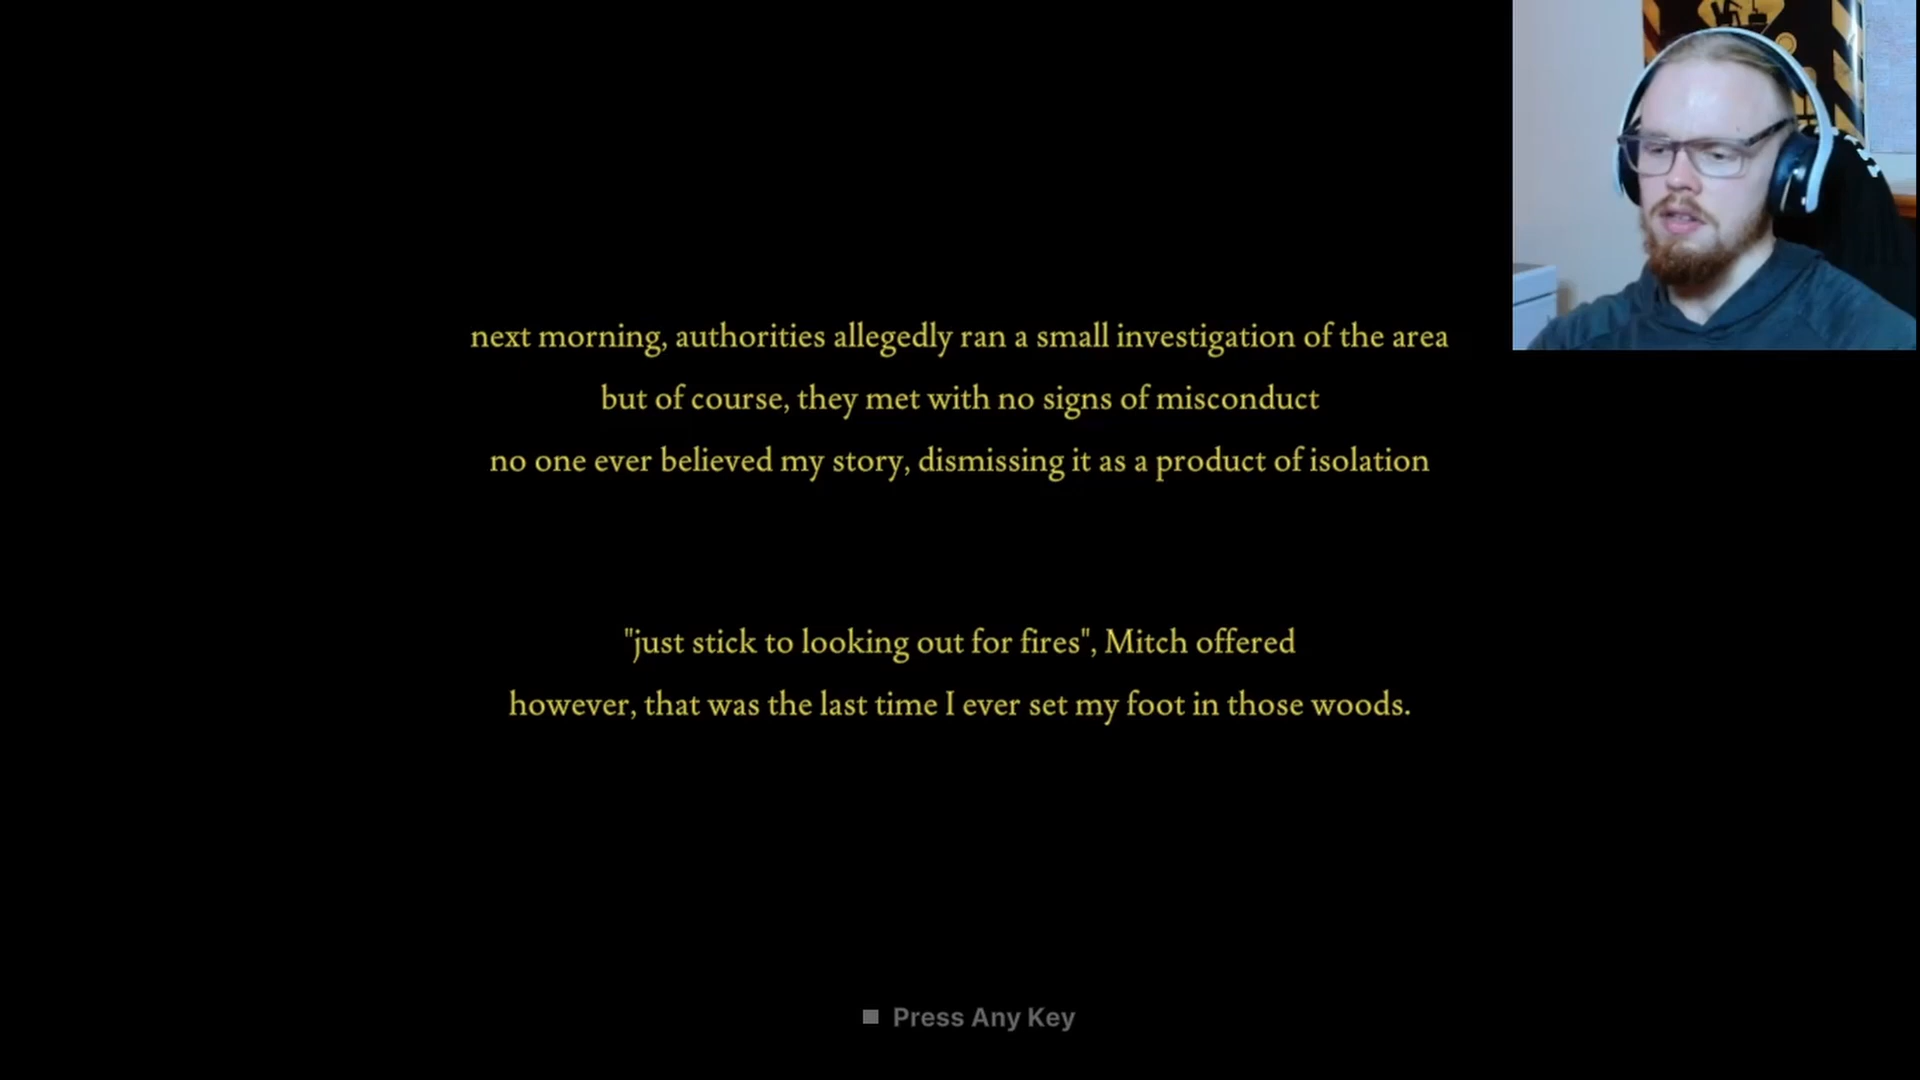 next morning, authorities allegedly ran a small investigation of the area
but of course, they met with no signs of misconduct
no one ever believed my story, dismissing it as a product of isolation
"just stick to looking out for fires", Mitch offered
however, that was the last time I ever set my foot in those woods.
Press Any Key